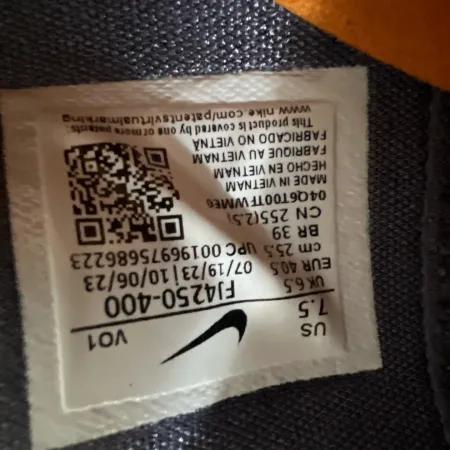 US
7.5
VO1
UK 6.5
FJ4250-400
EUR 40.5
07/19/23 | 10/06/23
cm 25.5
UPC 00196975686223
BR 39
CN 255(2.5)
04Q6T00TFWME6
MADE IN VIETNAM
HECHO EN VIETNAM
FABRIQUE AU VIETNAM
FABRICADO NO VIETNÃ
This product is covered by one or more patents:
www.nike.com/patentsvirtualmarking